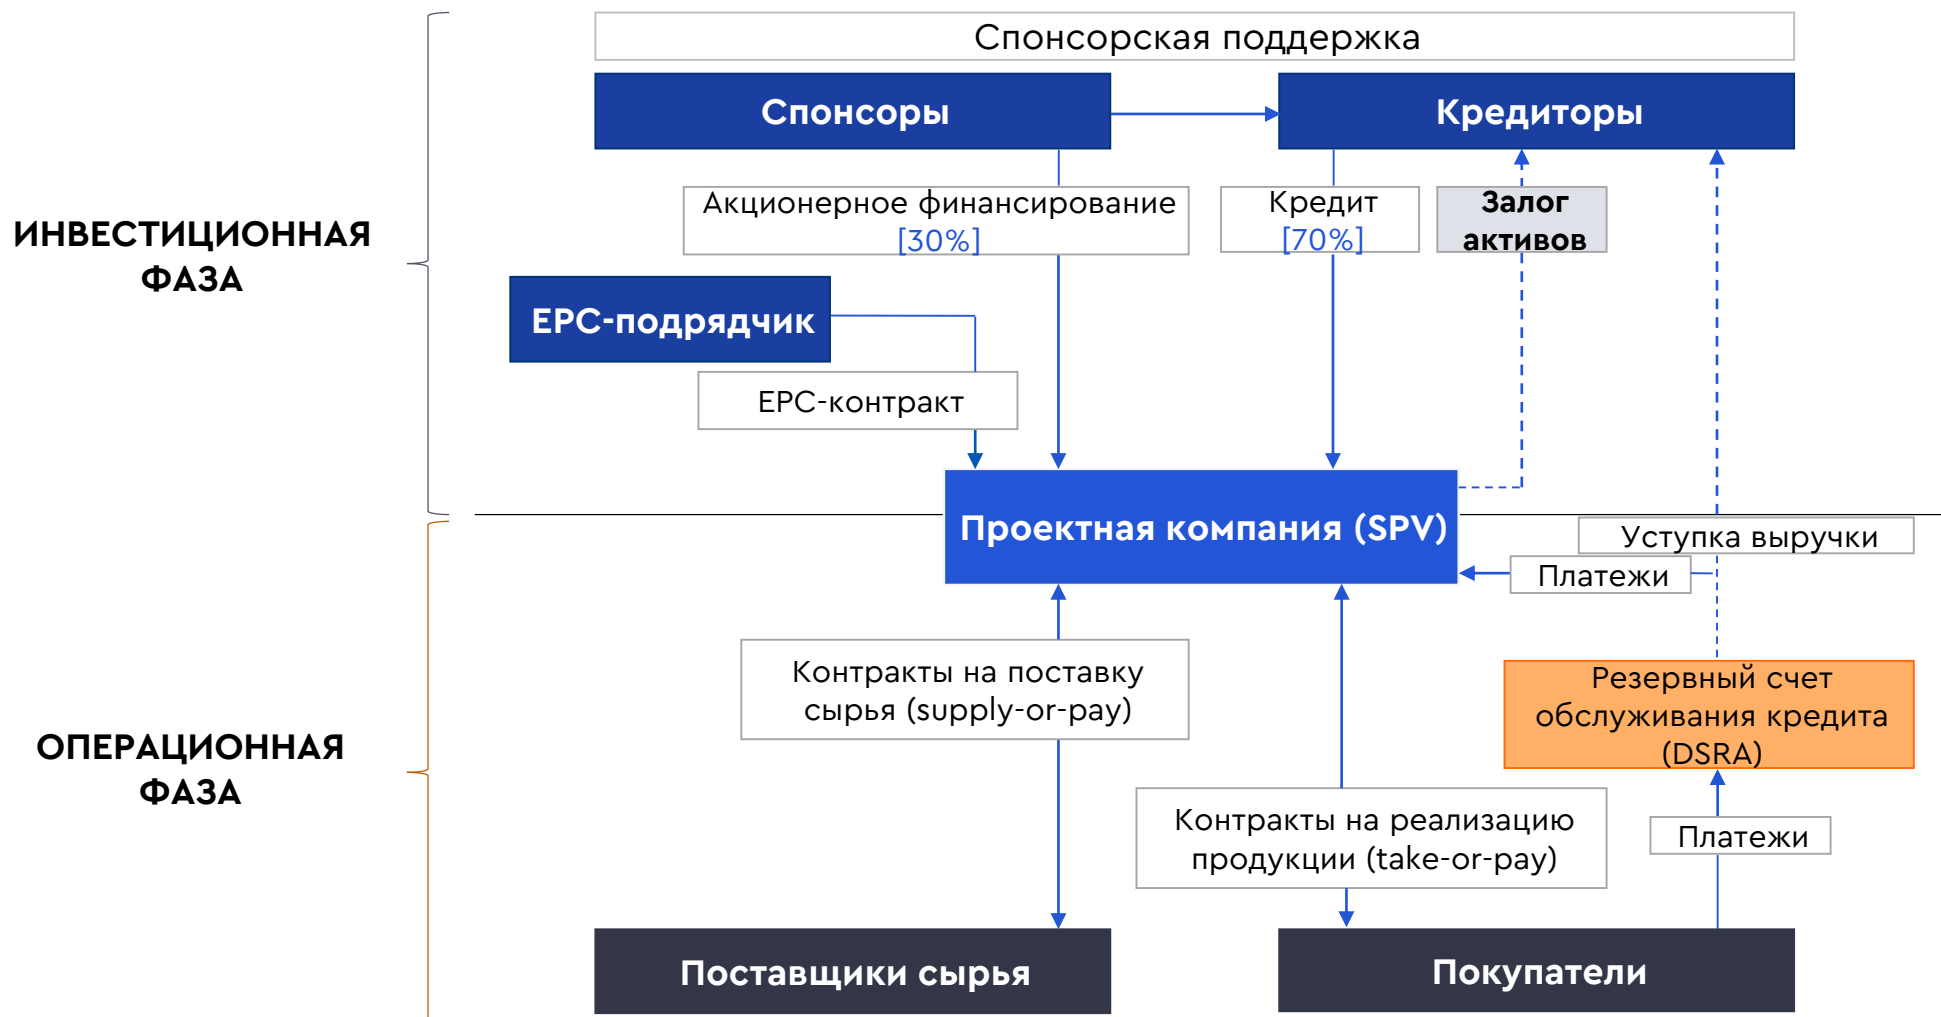 Спонсорская поддержка
Спонсоры
Кредиторы
Акционерное финансирование
[30%]
Кредит
[70%]
Залог
активов
ИНВЕСТИЦИОННАЯ
ФАЗА
EPC-подрядчик
EPC-контракт
Проектная компания (SPV)
Уступка выручки
Платежи
Контракты на поставку
сырья (supply-or-pay)
Резервный счет
обслуживания кредита
(DSRA)
ОПЕРАЦИОННАЯ
ФАЗА
Контракты на реализацию
продукции (take-or-pay)
Платежи
Поставщики сырья
Покупатели